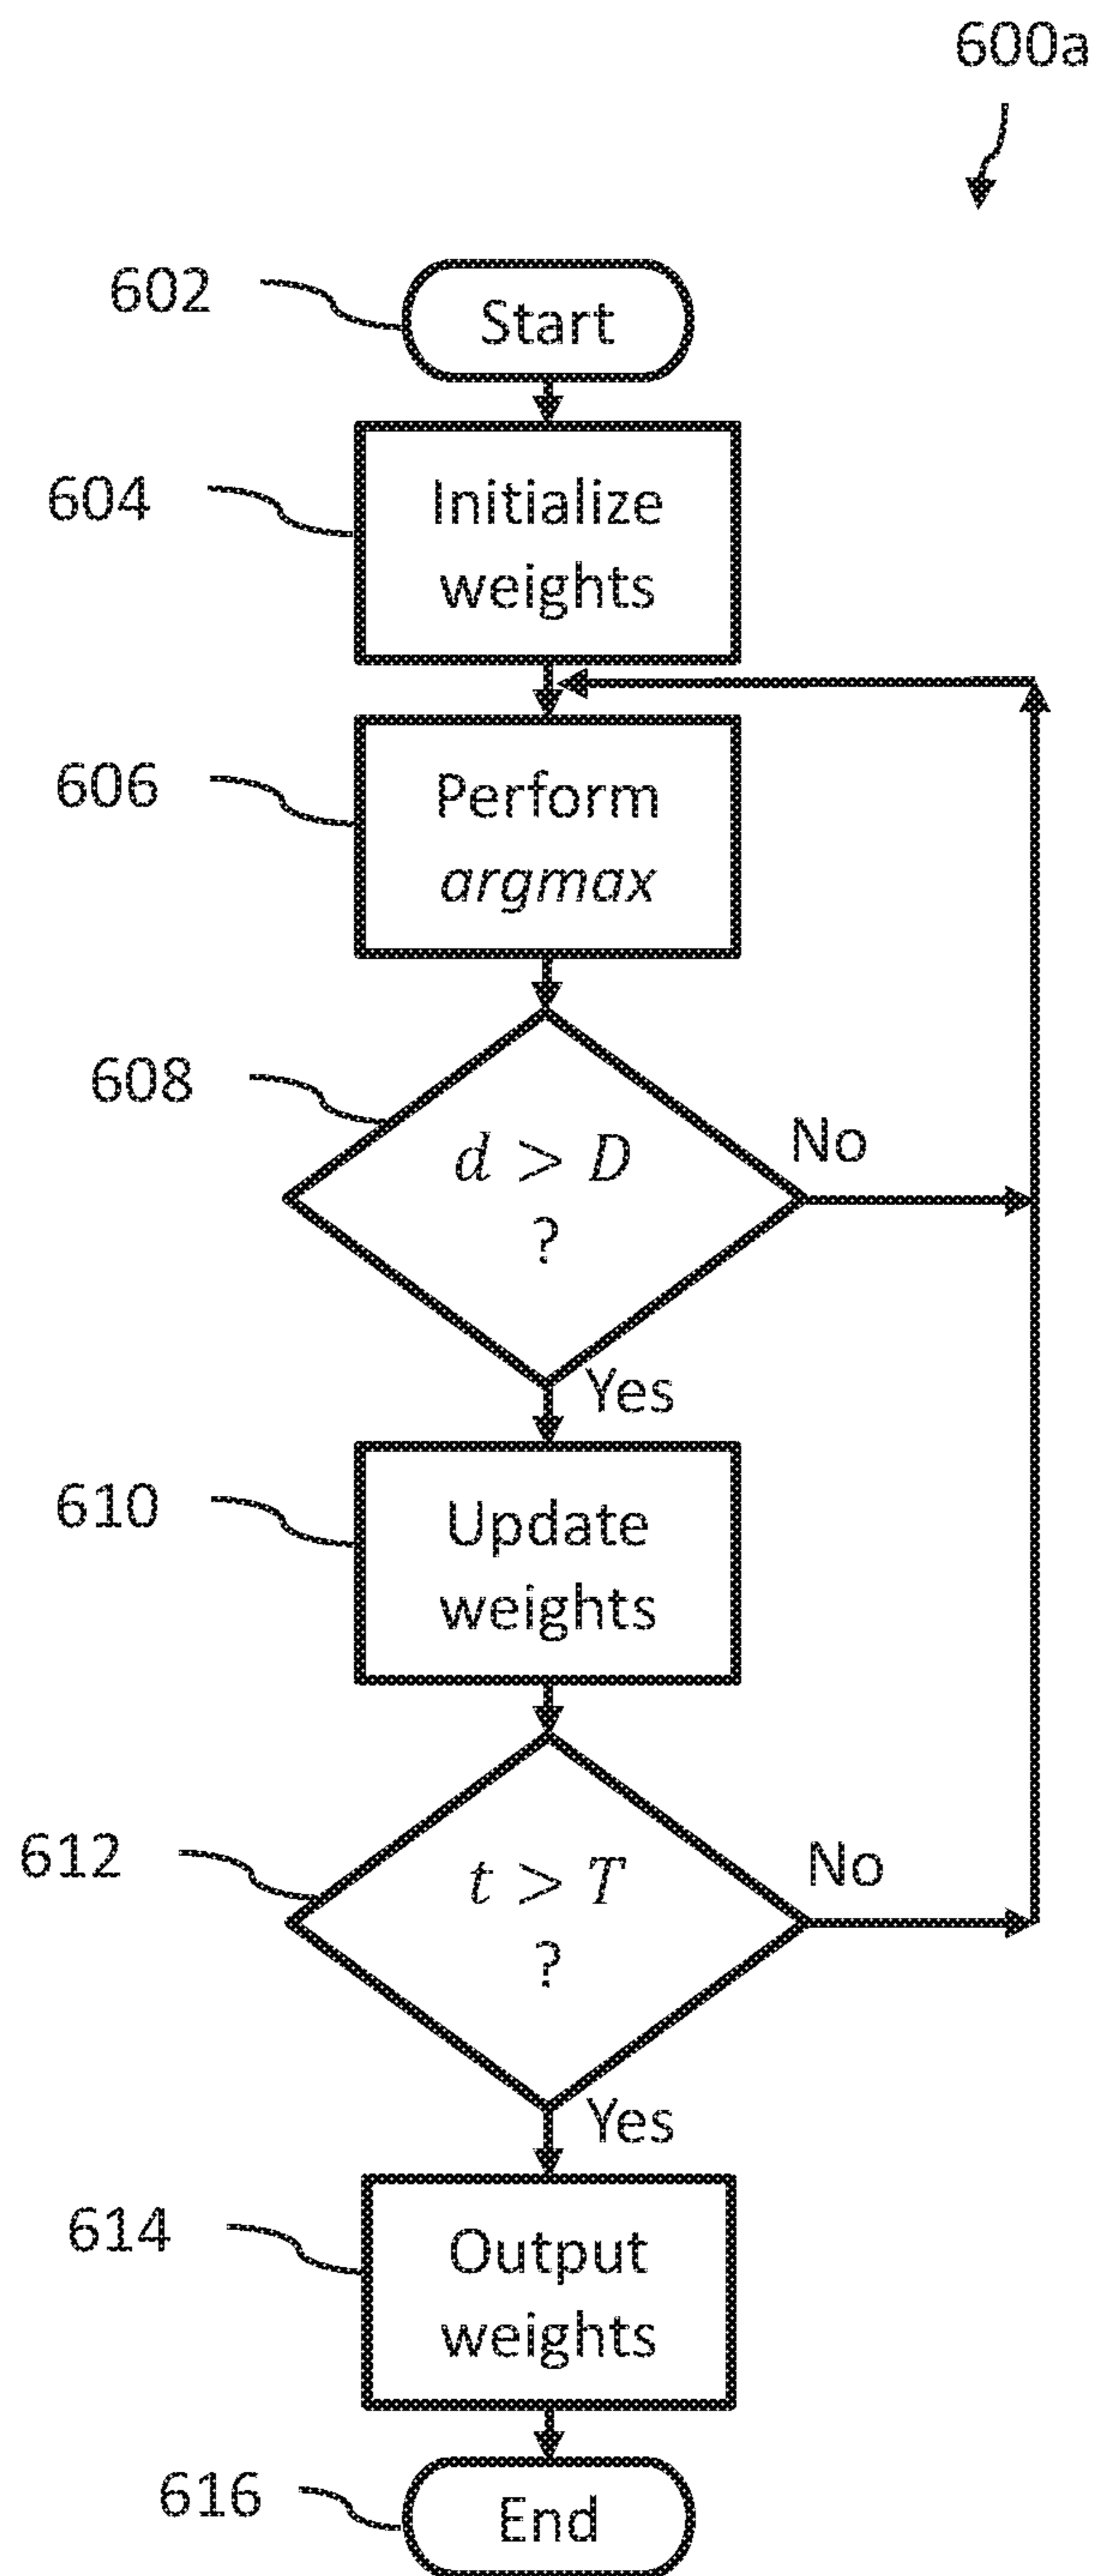 600a
602
Start
604
Initialize
weights
606
Perform
argmax
608
d > D
?
No
Yes
610
Update
weights
612
t > T
?
No
Yes
614
Output
weights
616
End